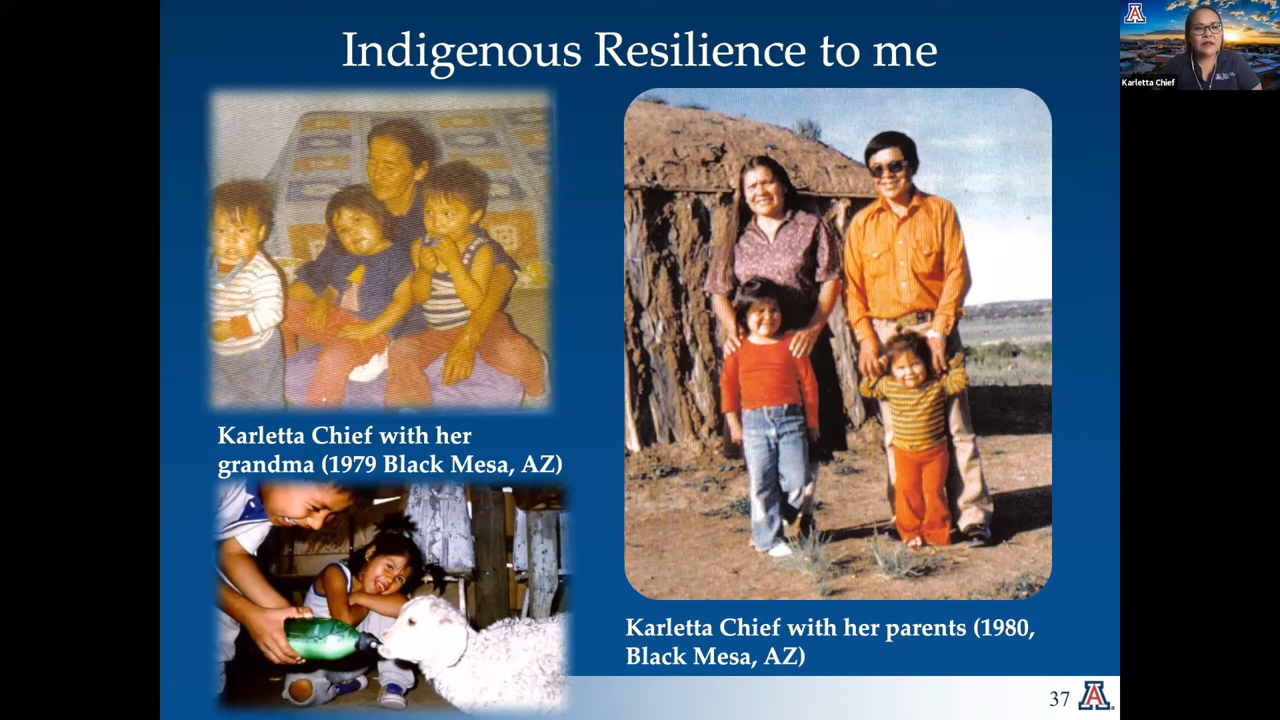 Indigenous Resilience to me
Karletta Chief
Karletta Chief with her
grandma (1979 Black Mesa, AZ)
Karletta Chief with her parents (1980,
Black Mesa, AZ)
37
A
A